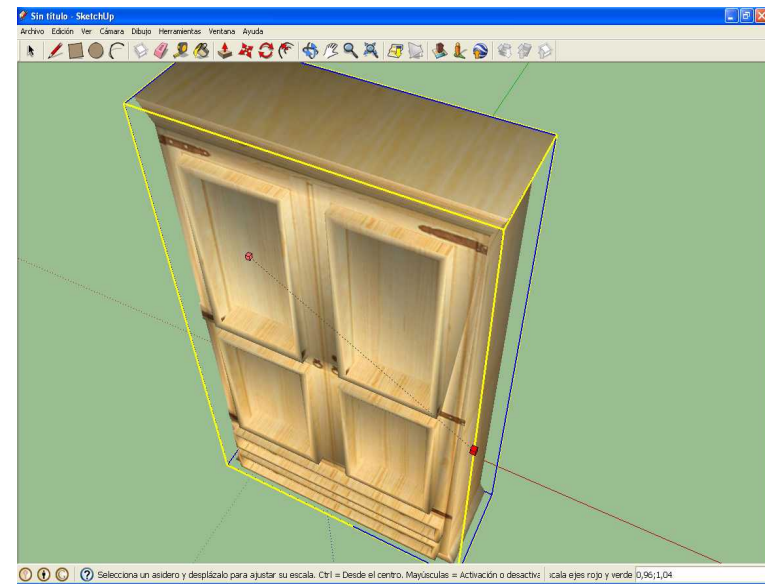 Sin título - SketchUp
Archivo Edición Ver Cámara Dibujo Herramientas Ventana Ayuda
Selecciona un asidero y desplázalo para ajustar su escala. Ctrl = Desde el centro. Mayúsculas = Activación o desactiva cala ejes rojo y verde 0,96;1,04